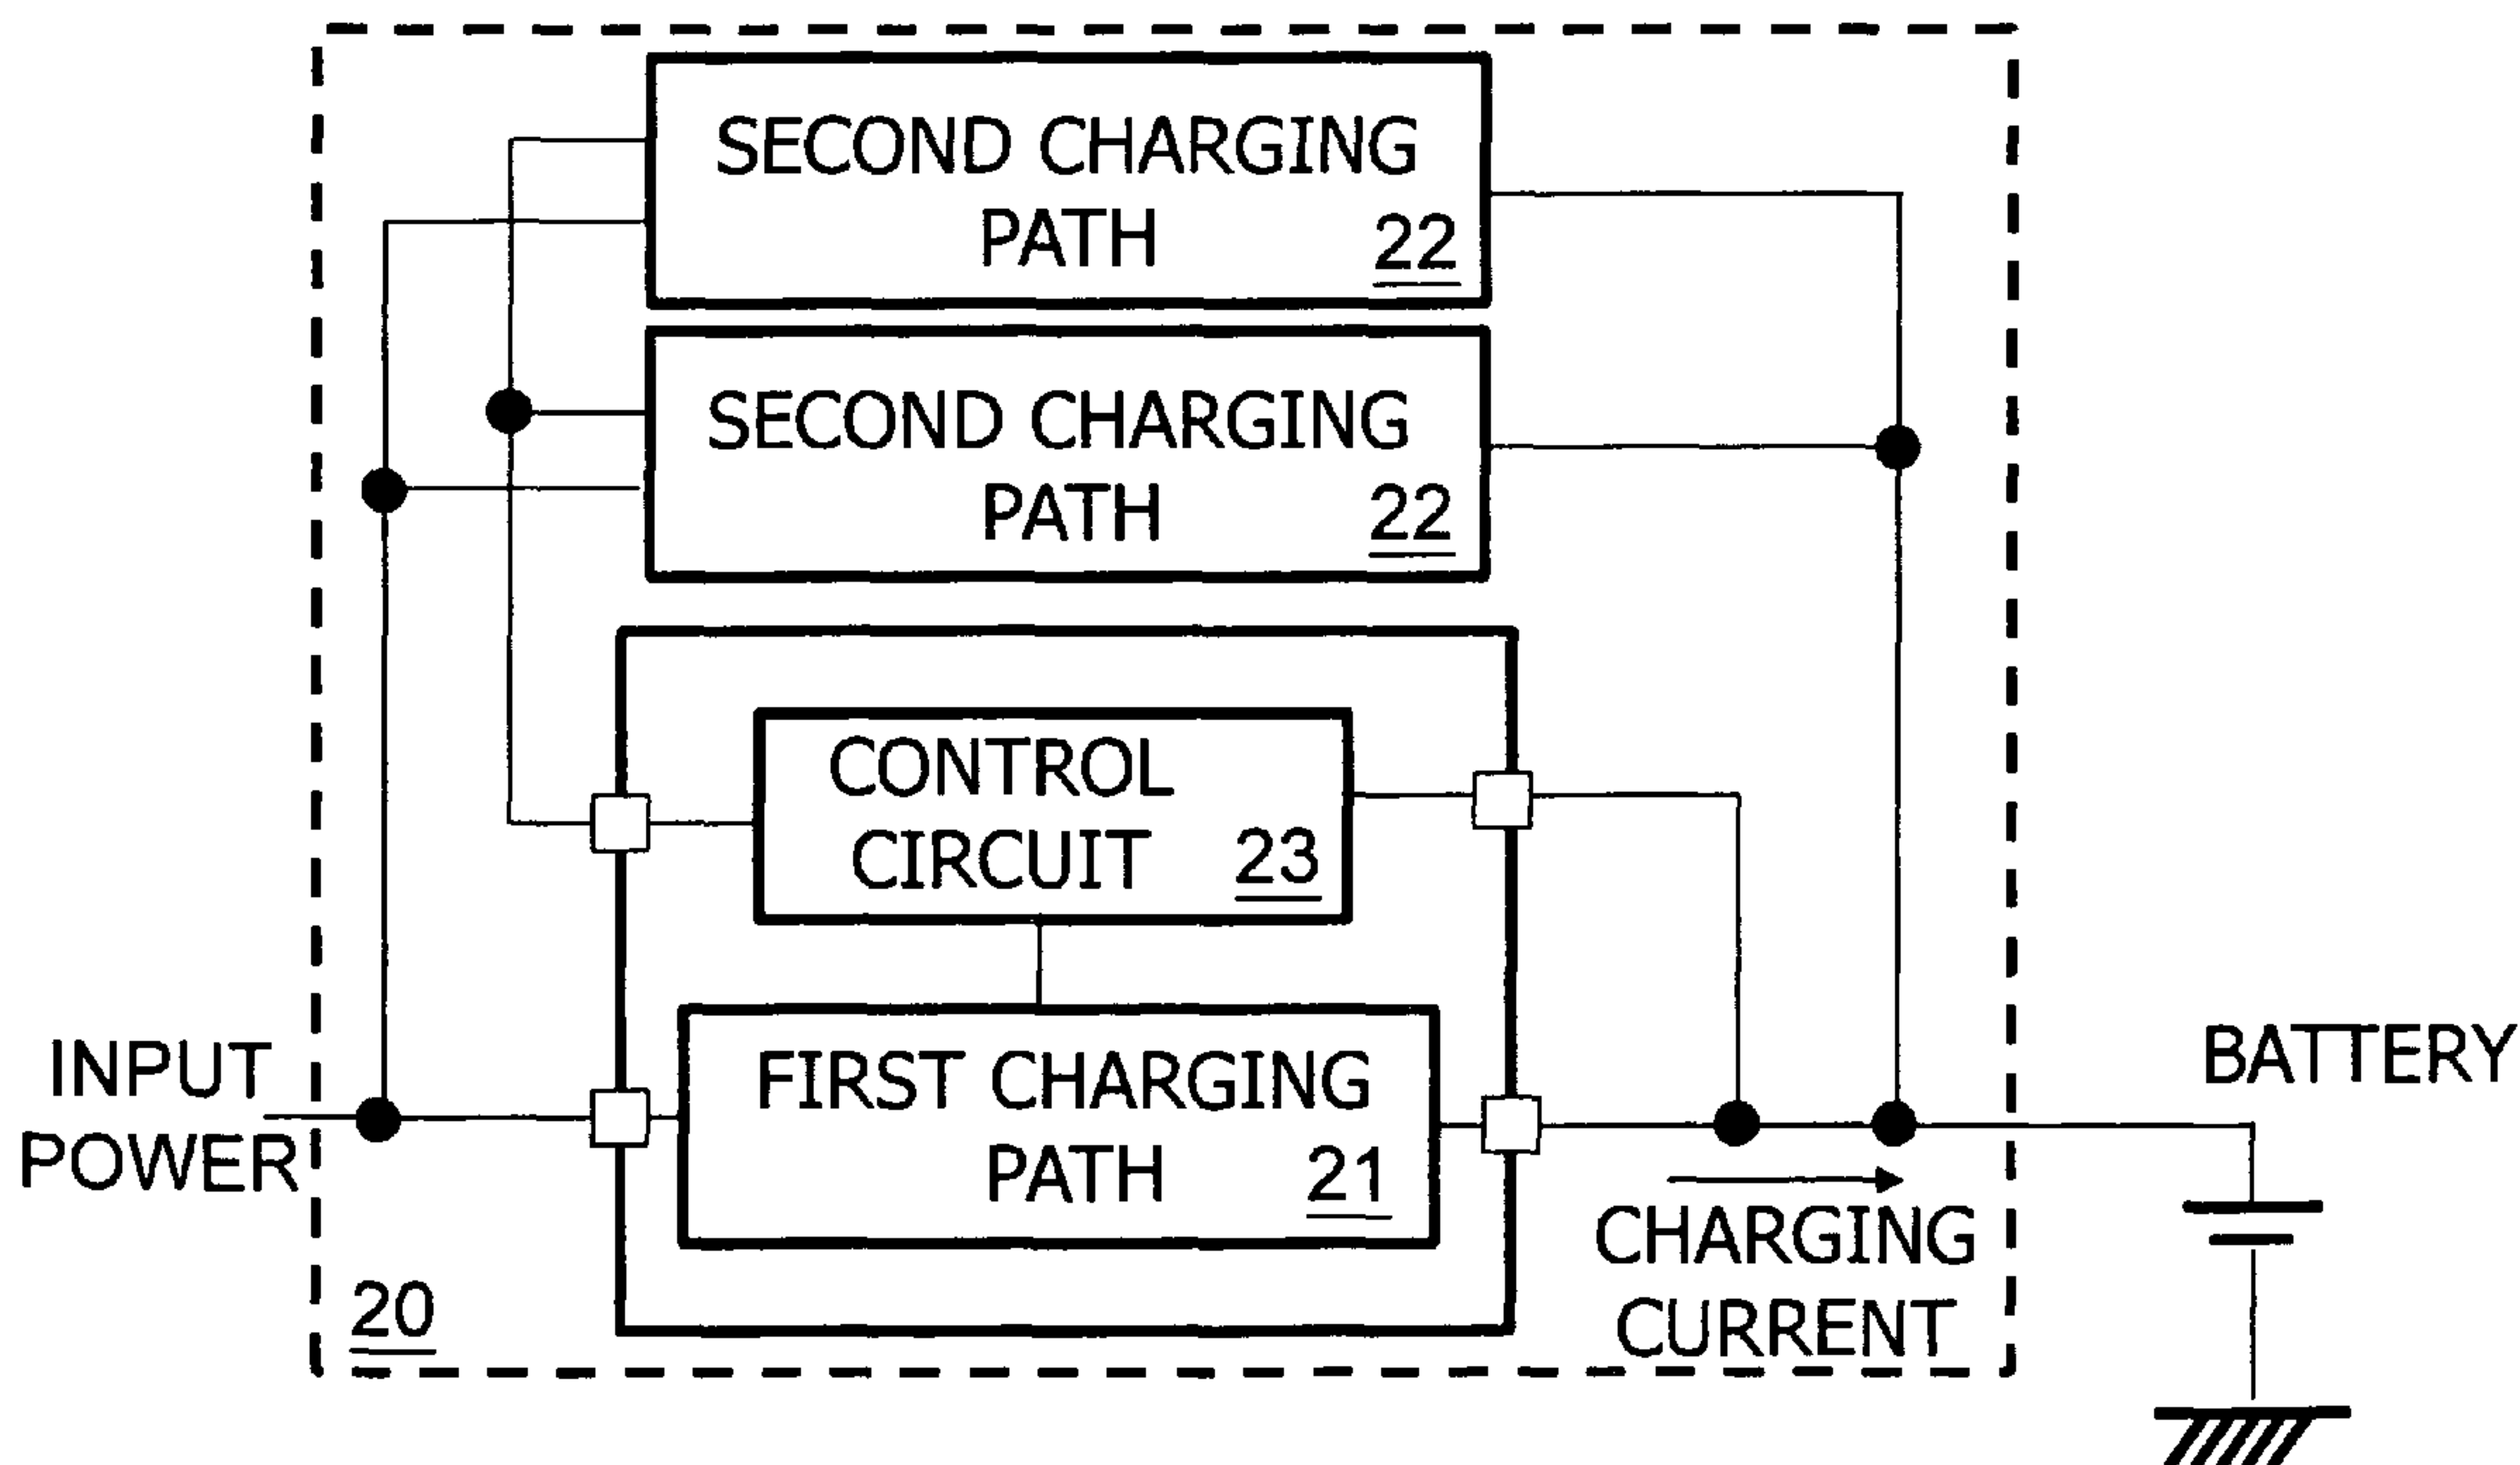 SECOND CHARGING
PATH 22
SECOND CHARGING
PATH 22
CONTROL
CIRCUIT 23
FIRST CHARGING
PATH 21
INPUT
POWER
BATTERY
CHARGING
CURRENT
20